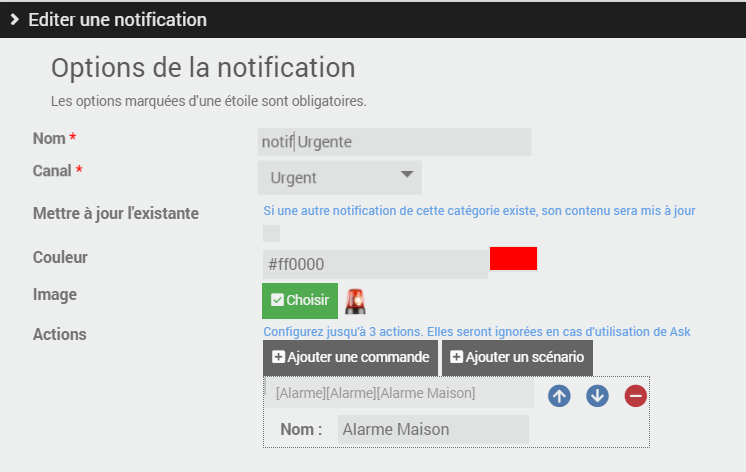 Editer une notification
Options de la notification
Les options marquées d'une étoile sont obligatoires.
Nom * notif Urgente
Canal * Urgent
Mettre à jour l'existante Si une autre notification de cette catégorie existe, son contenu sera mis à jour
Couleur #ff0000
Image Choisir
Actions Configurez jusqu'à 3 actions. Elles seront ignorées en cas d'utilisation de Ask
Ajouter une commande Ajouter un scénario
[Alarme][Alarme][Alarme Maison]
Nom : Alarme Maison